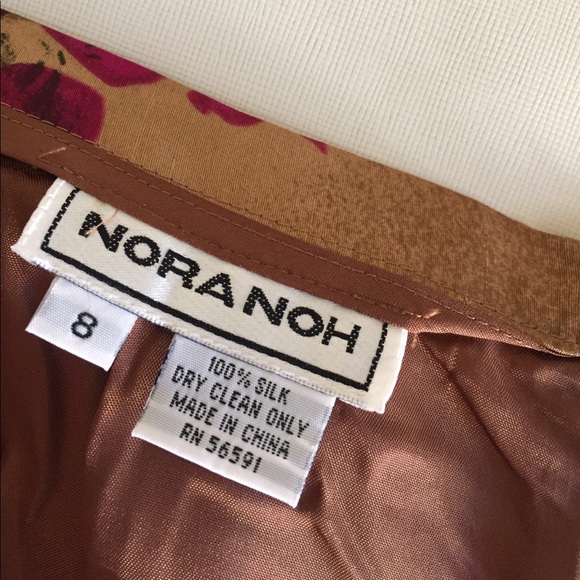 NORA NOH
8
100% SILK
DRY CLEAN ONLY
MADE IN CHINA
RN 56591